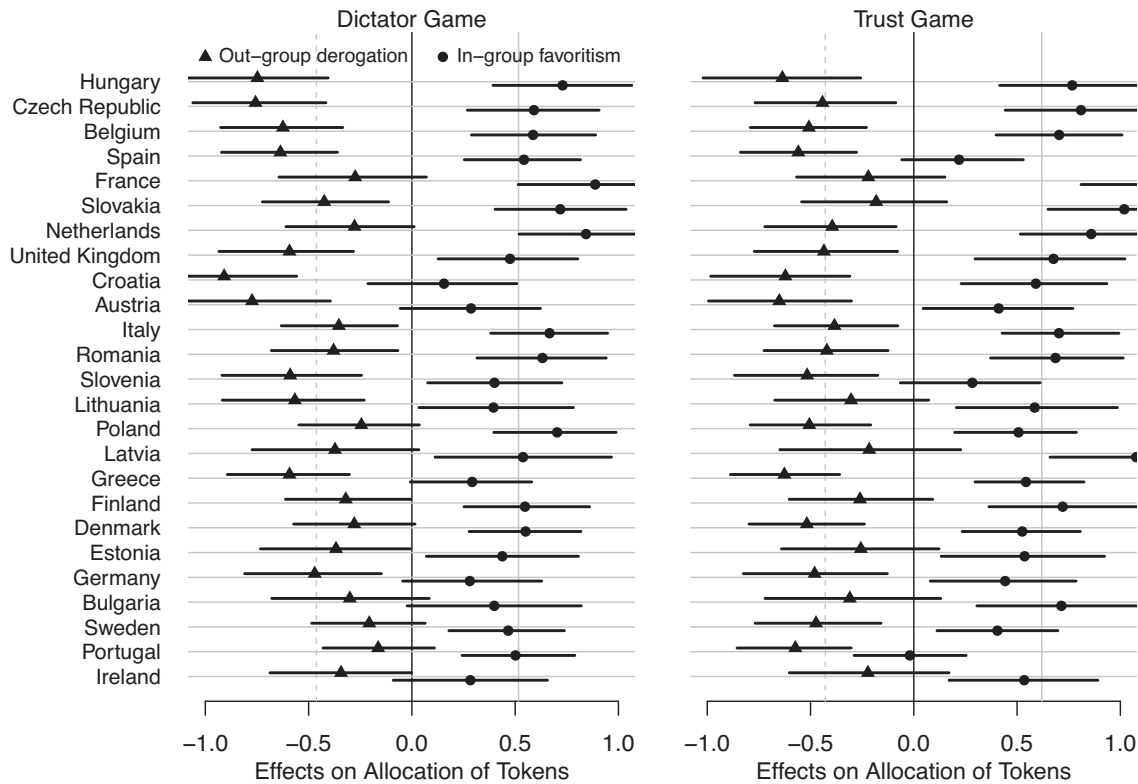 Dictator Game
Trust Game
Out−group derogation
In−group favoritism
Hungary
Czech Republic
Belgium
Spain
France
Slovakia
Netherlands
United Kingdom
Croatia
Austria
Italy
Romania
Slovenia
Lithuania
Poland
Latvia
Greece
Finland
Denmark
Estonia
Germany
Bulgaria
Sweden
Portugal
Ireland
−1.0 −0.5 0.0 0.5 1.0
−1.0 −0.5 0.0 0.5 1.0
Effects on Allocation of Tokens
Effects on Allocation of Tokens